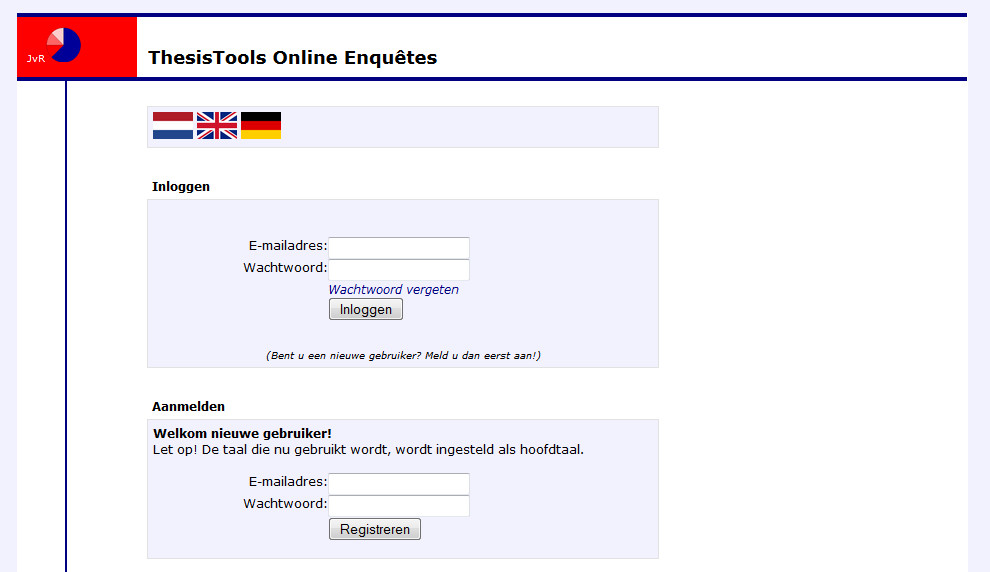 JvR
ThesisTools Online Enquêtes
Inloggen
E-mailadres:
Wachtwoord:
Wachtwoord vergeten
Inloggen
(Bent u een nieuwe gebruiker? Meld u dan eerst aan!)
Aanmelden
Welkom nieuwe gebruiker!
Let op! De taal die nu gebruikt wordt, wordt ingesteld als hoofdtaal.
E-mailadres:
Wachtwoord:
Registreren